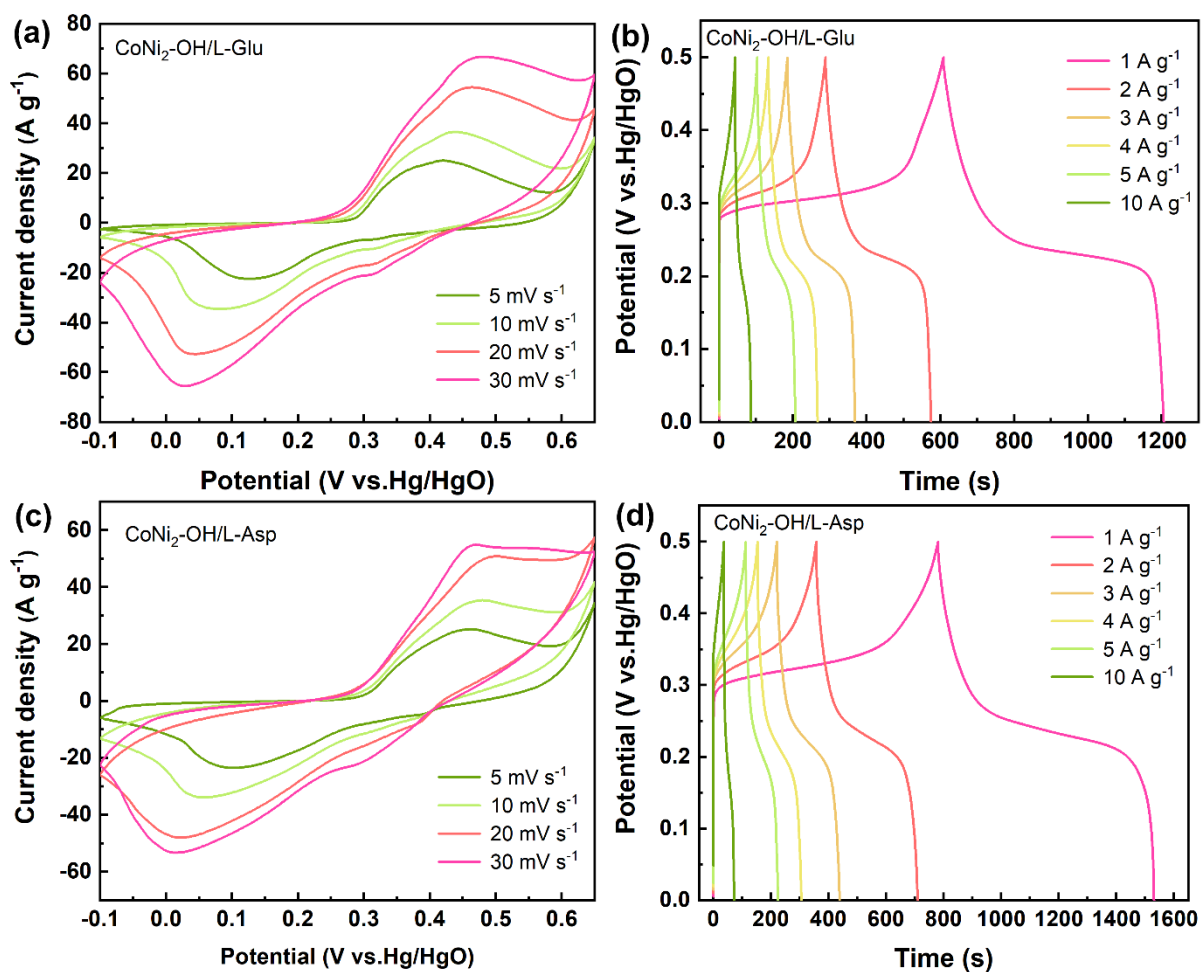 (a)
CoNi₂-OH/L-Glu
Current density (A g⁻¹)
80
60
40
20
0
-20
-40
-60
-80
5 mV s⁻¹
10 mV s⁻¹
20 mV s⁻¹
30 mV s⁻¹
-0.1 0.0 0.1 0.2 0.3 0.4 0.5 0.6
Potential (V vs.Hg/HgO)
(b)
CoNi₂-OH/L-Glu
Potential (V vs.Hg/HgO)
0.5
0.4
0.3
0.2
0.1
0.0
1 A g⁻¹
2 A g⁻¹
3 A g⁻¹
4 A g⁻¹
5 A g⁻¹
10 A g⁻¹
0 200 400 600 800 1000 1200
Time (s)
(c)
CoNi₂-OH/L-Asp
Current density (A g⁻¹)
60
40
20
0
-20
-40
-60
5 mV s⁻¹
10 mV s⁻¹
20 mV s⁻¹
30 mV s⁻¹
-0.1 0.0 0.1 0.2 0.3 0.4 0.5 0.6
Potential (V vs.Hg/HgO)
(d)
CoNi₂-OH/L-Asp
Potential (V vs.Hg/HgO)
0.5
0.4
0.3
0.2
0.1
0.0
1 A g⁻¹
2 A g⁻¹
3 A g⁻¹
4 A g⁻¹
5 A g⁻¹
10 A g⁻¹
0 200 400 600 800 1000 1200 1400 1600
Time (s)